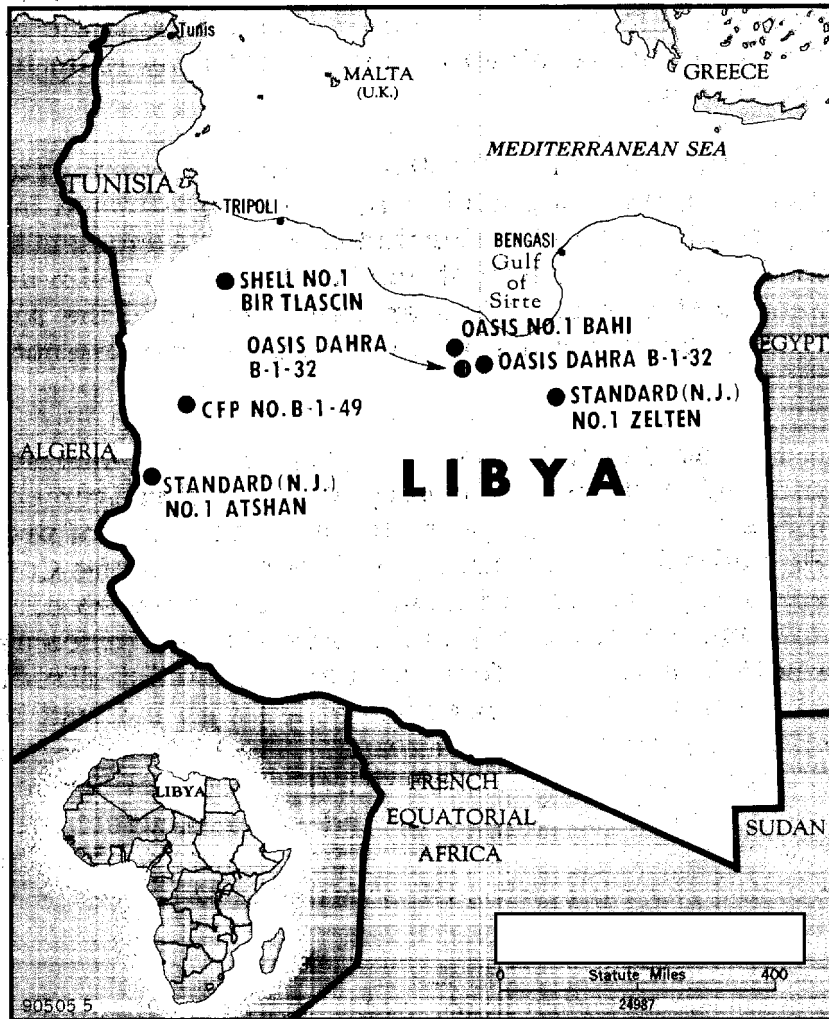 Tunis
MALTA
(U.K.)
GREECE
MEDITERRANEAN SEA
TUNISIA
TRIPOLI
BENGASI
Gulf
of
Sirte
SHELL NO.1
BIR TLASCIN
OASIS NO.1 BAHI
OASIS DAHRA
B-1-32
OASIS DAHRA B-1-32
EGYPT
STANDARD (N.J.)
NO.1 ZELTEN
CFP NO. B-1-49
ALGERIA
LIBYA
STANDARD (N.J.)
NO.1 ATSHAN
LIBYA
FRENCH
EQUATORIAL
AFRICA
SUDAN
0 Statute Miles 400
24987
90505 5